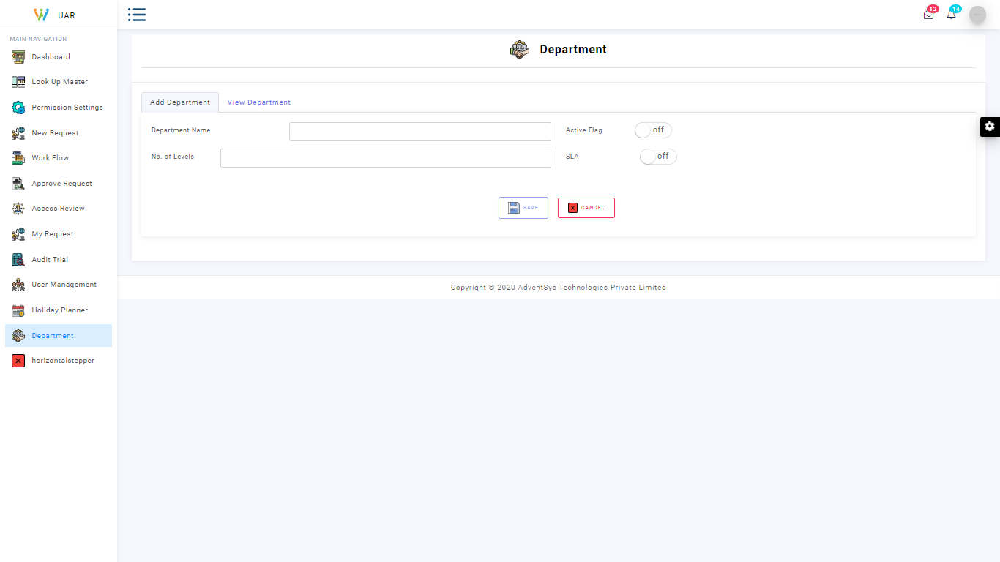 UAR
12
14
MAIN NAVIGATION
Dashboard
Look Up Master
Permission Settings
New Request
Work Flow
Approve Request
Access Review
My Request
Audit Trial
User Management
Holiday Planner
Department
horizontalstepper
Department
Add Department
View Department
Department Name
Active Flag
off
No. of Levels
SLA
off
SAVE
CANCEL
Copyright © 2020 AdventSys Technologies Private Limited